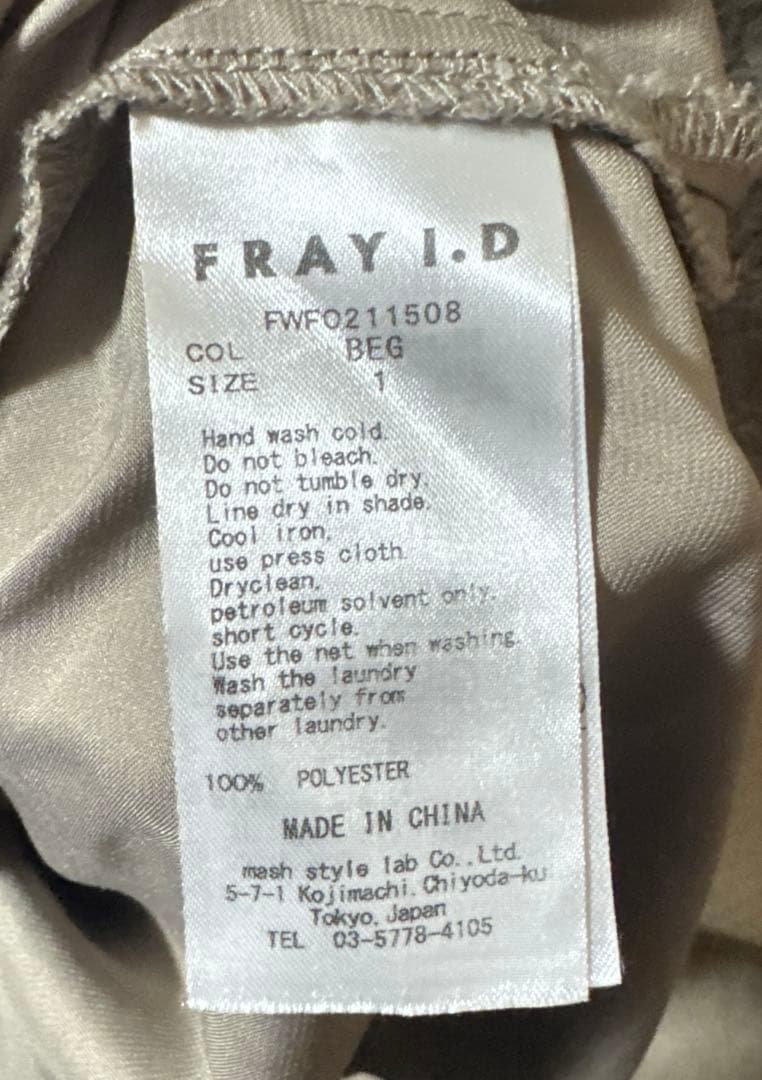 FRAY I.D
FWFO211508
COL BEG
SIZE 1
Hand wash cold.
Do not bleach.
Do not tumble dry.
Line dry in shade.
Cool iron.
use press cloth.
Dryclean.
petroleum solvent only.
short cycle.
Use the net when washing.
Wash the laundry
separately from
other laundry.
100% POLYESTER
MADE IN CHINA
mash style lab Co.,Ltd.
5-7-1 Kojimachi, Chiyoda-ku
Tokyo, Japan
TEL 03-5778-4105